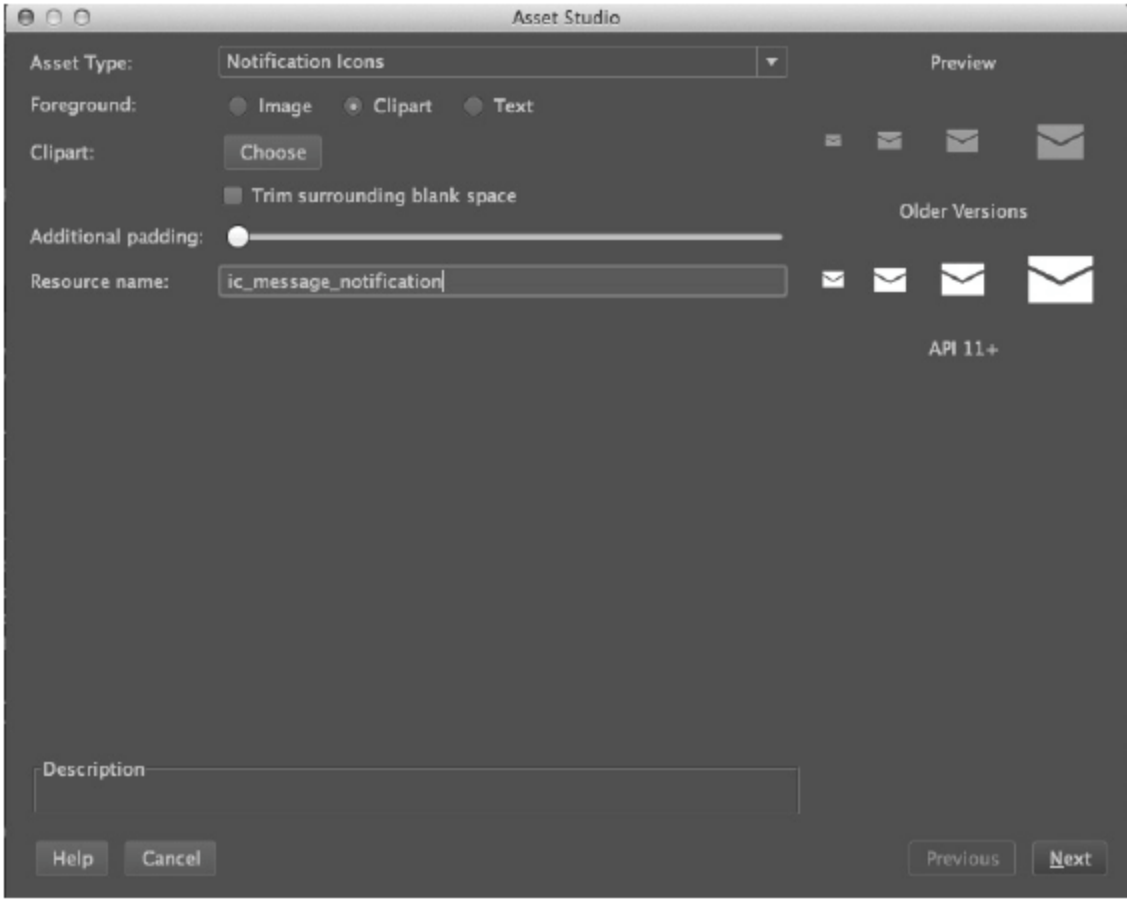 Asset Studio
Asset Type: Notification Icons
Preview
Foreground: Image Clipart Text
Clipart: Choose
Trim surrounding blank space
Older Versions
Additional padding:
Resource name: ic_message_notification
API 11+
Description
Help Cancel Previous Next